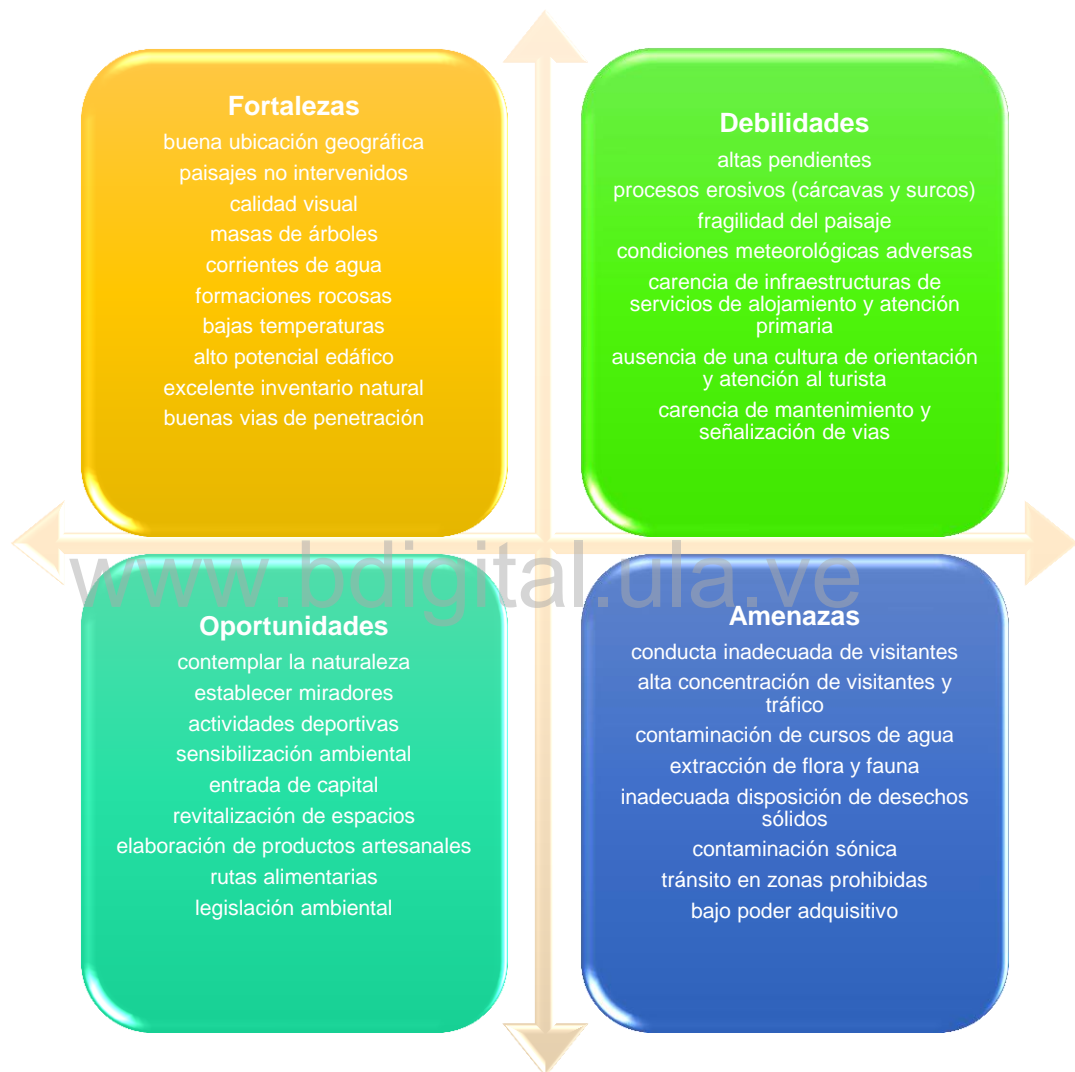 Fortalezas
buena ubicación geográfica
paisajes no intervenidos
calidad visual
masas de árboles
corrientes de agua
formaciones rocosas
bajas temperaturas
alto potencial edáfico
excelente inventario natural
buenas vias de penetración
Debilidades
altas pendientes
procesos erosivos (cárcavas y surcos)
fragilidad del paisaje
condiciones meteorológicas adversas
carencia de infraestructuras de
servicios de alojamiento y atención
primaria
ausencia de una cultura de orientación
y atención al turista
carencia de mantenimiento y
señalización de vias
www.bdigital.ula.ve
Oportunidades
contemplar la naturaleza
establecer miradores
actividades deportivas
sensibilización ambiental
entrada de capital
revitalización de espacios
elaboración de productos artesanales
rutas alimentarias
legislación ambiental
Amenazas
conducta inadecuada de visitantes
alta concentración de visitantes y
tráfico
contaminación de cursos de agua
extracción de flora y fauna
inadecuada disposición de desechos
sólidos
contaminación sónica
tránsito en zonas prohibidas
bajo poder adquisitivo